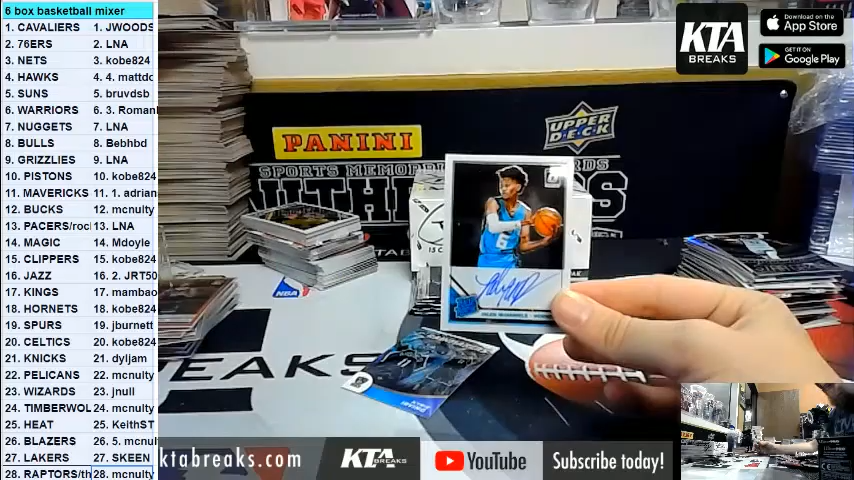 6 box basketball mixer
1. CAVALIERS 1. JWOODS
2. 76ERS 2. LNA
3. NETS 3. kobe824
4. HAWKS 4. 4. mattdc
5. SUNS 5. bruvdsb
6. WARRIORS 6. 3. Roman
7. NUGGETS 7. LNA
8. BULLS 8. Bebhbd
9. GRIZZLIES 9. LNA
10. PISTONS 10. kobe824
11. MAVERICKS 11. 1. adrian
12. BUCKS 12. mcnulty
13. PACERS/roc 13. LNA
14. MAGIC 14. Mdoyle
15. CLIPPERS 15. kobe824
16. JAZZ 16. 2. JRT50
17. KINGS 17. mambao
18. HORNETS 18. kobe824
19. SPURS 19. jburnett
20. CELTICS 20. kobe824
21. KNICKS 21. dyljam
22. PELICANS 22. mcnulty
23. WIZARDS 23. jnull
24. TIMBERWOL 24. mcnulty
25. HEAT 25. KeithST
26. BLAZERS 26. 5. mcnul
27. LAKERS 27. SKEEN
28. RAPTORS/th 28. mcnulty
KTA
BREAKS
Download on the
App Store
GET IT ON
Google Play
PANINI
UPPER
DECK
SPORTS MEMOR
6
NBA
BREAKS
ktabreaks.com
KTA
BREAKS
YouTube
Subscribe today!